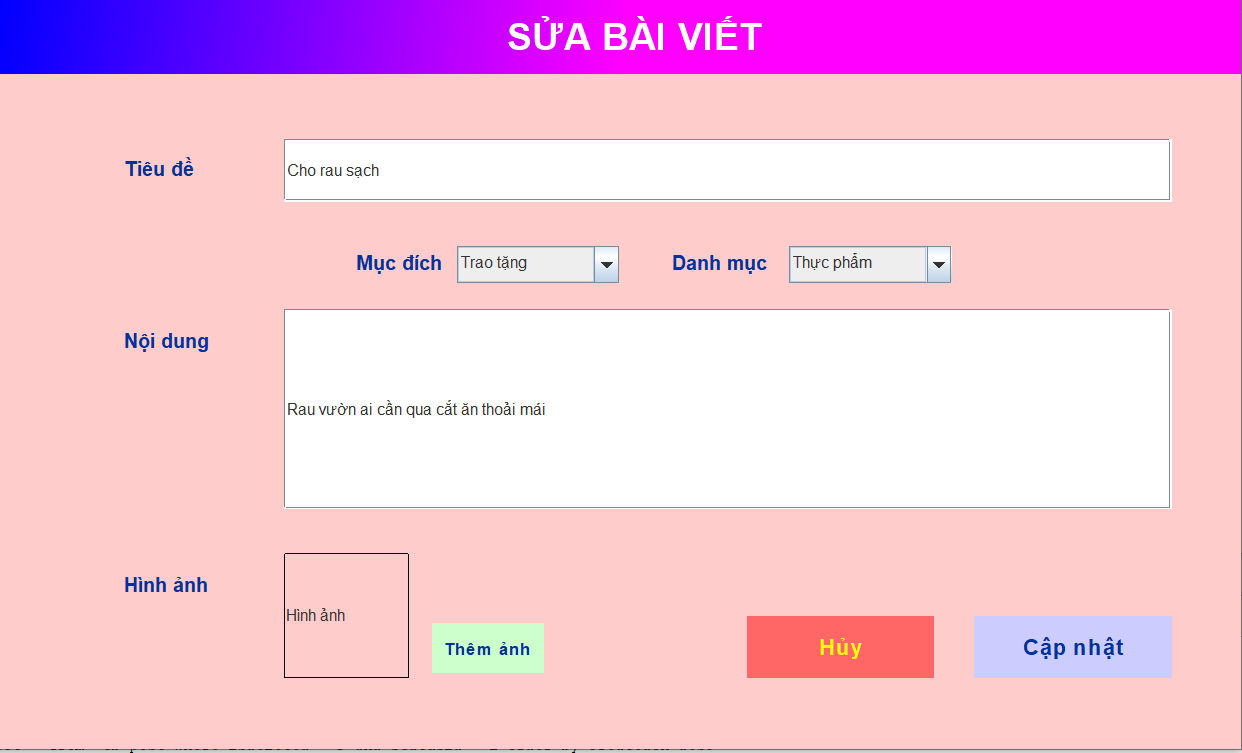 SỬA BÀI VIẾT
Tiêu đề
Cho rau sạch
Mục đích Trao tặng Danh mục Thực phẩm
Nội dung
Rau vườn ai cần qua cắt ăn thoải mái
Hình ảnh
Hình ảnh
Thêm ảnh
Hủy
Cập nhật